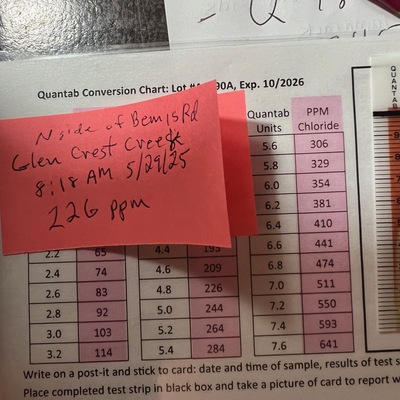 Quantab Conversion Chart: Lot 90A, Exp. 10/2026
QUANTAB
N side of Bemis Rd
Glen Crest Creek
8:18 AM 5/29/25
226 ppm
Quantab Units PPM Chloride
5.6 306
5.8 329
6.0 354
6.2 381
6.4 410
2.2 65 4.4 195 6.6 441
2.4 74 4.6 209 6.8 474
2.6 83 4.8 226 7.0 511
2.8 92 5.0 244 7.2 550
3.0 103 5.2 264 7.4 593
3.2 114 5.4 284 7.6 641
Write on a post-it and stick to card: date and time of sample, results of test
Place completed test strip in black box and take a picture of card to report